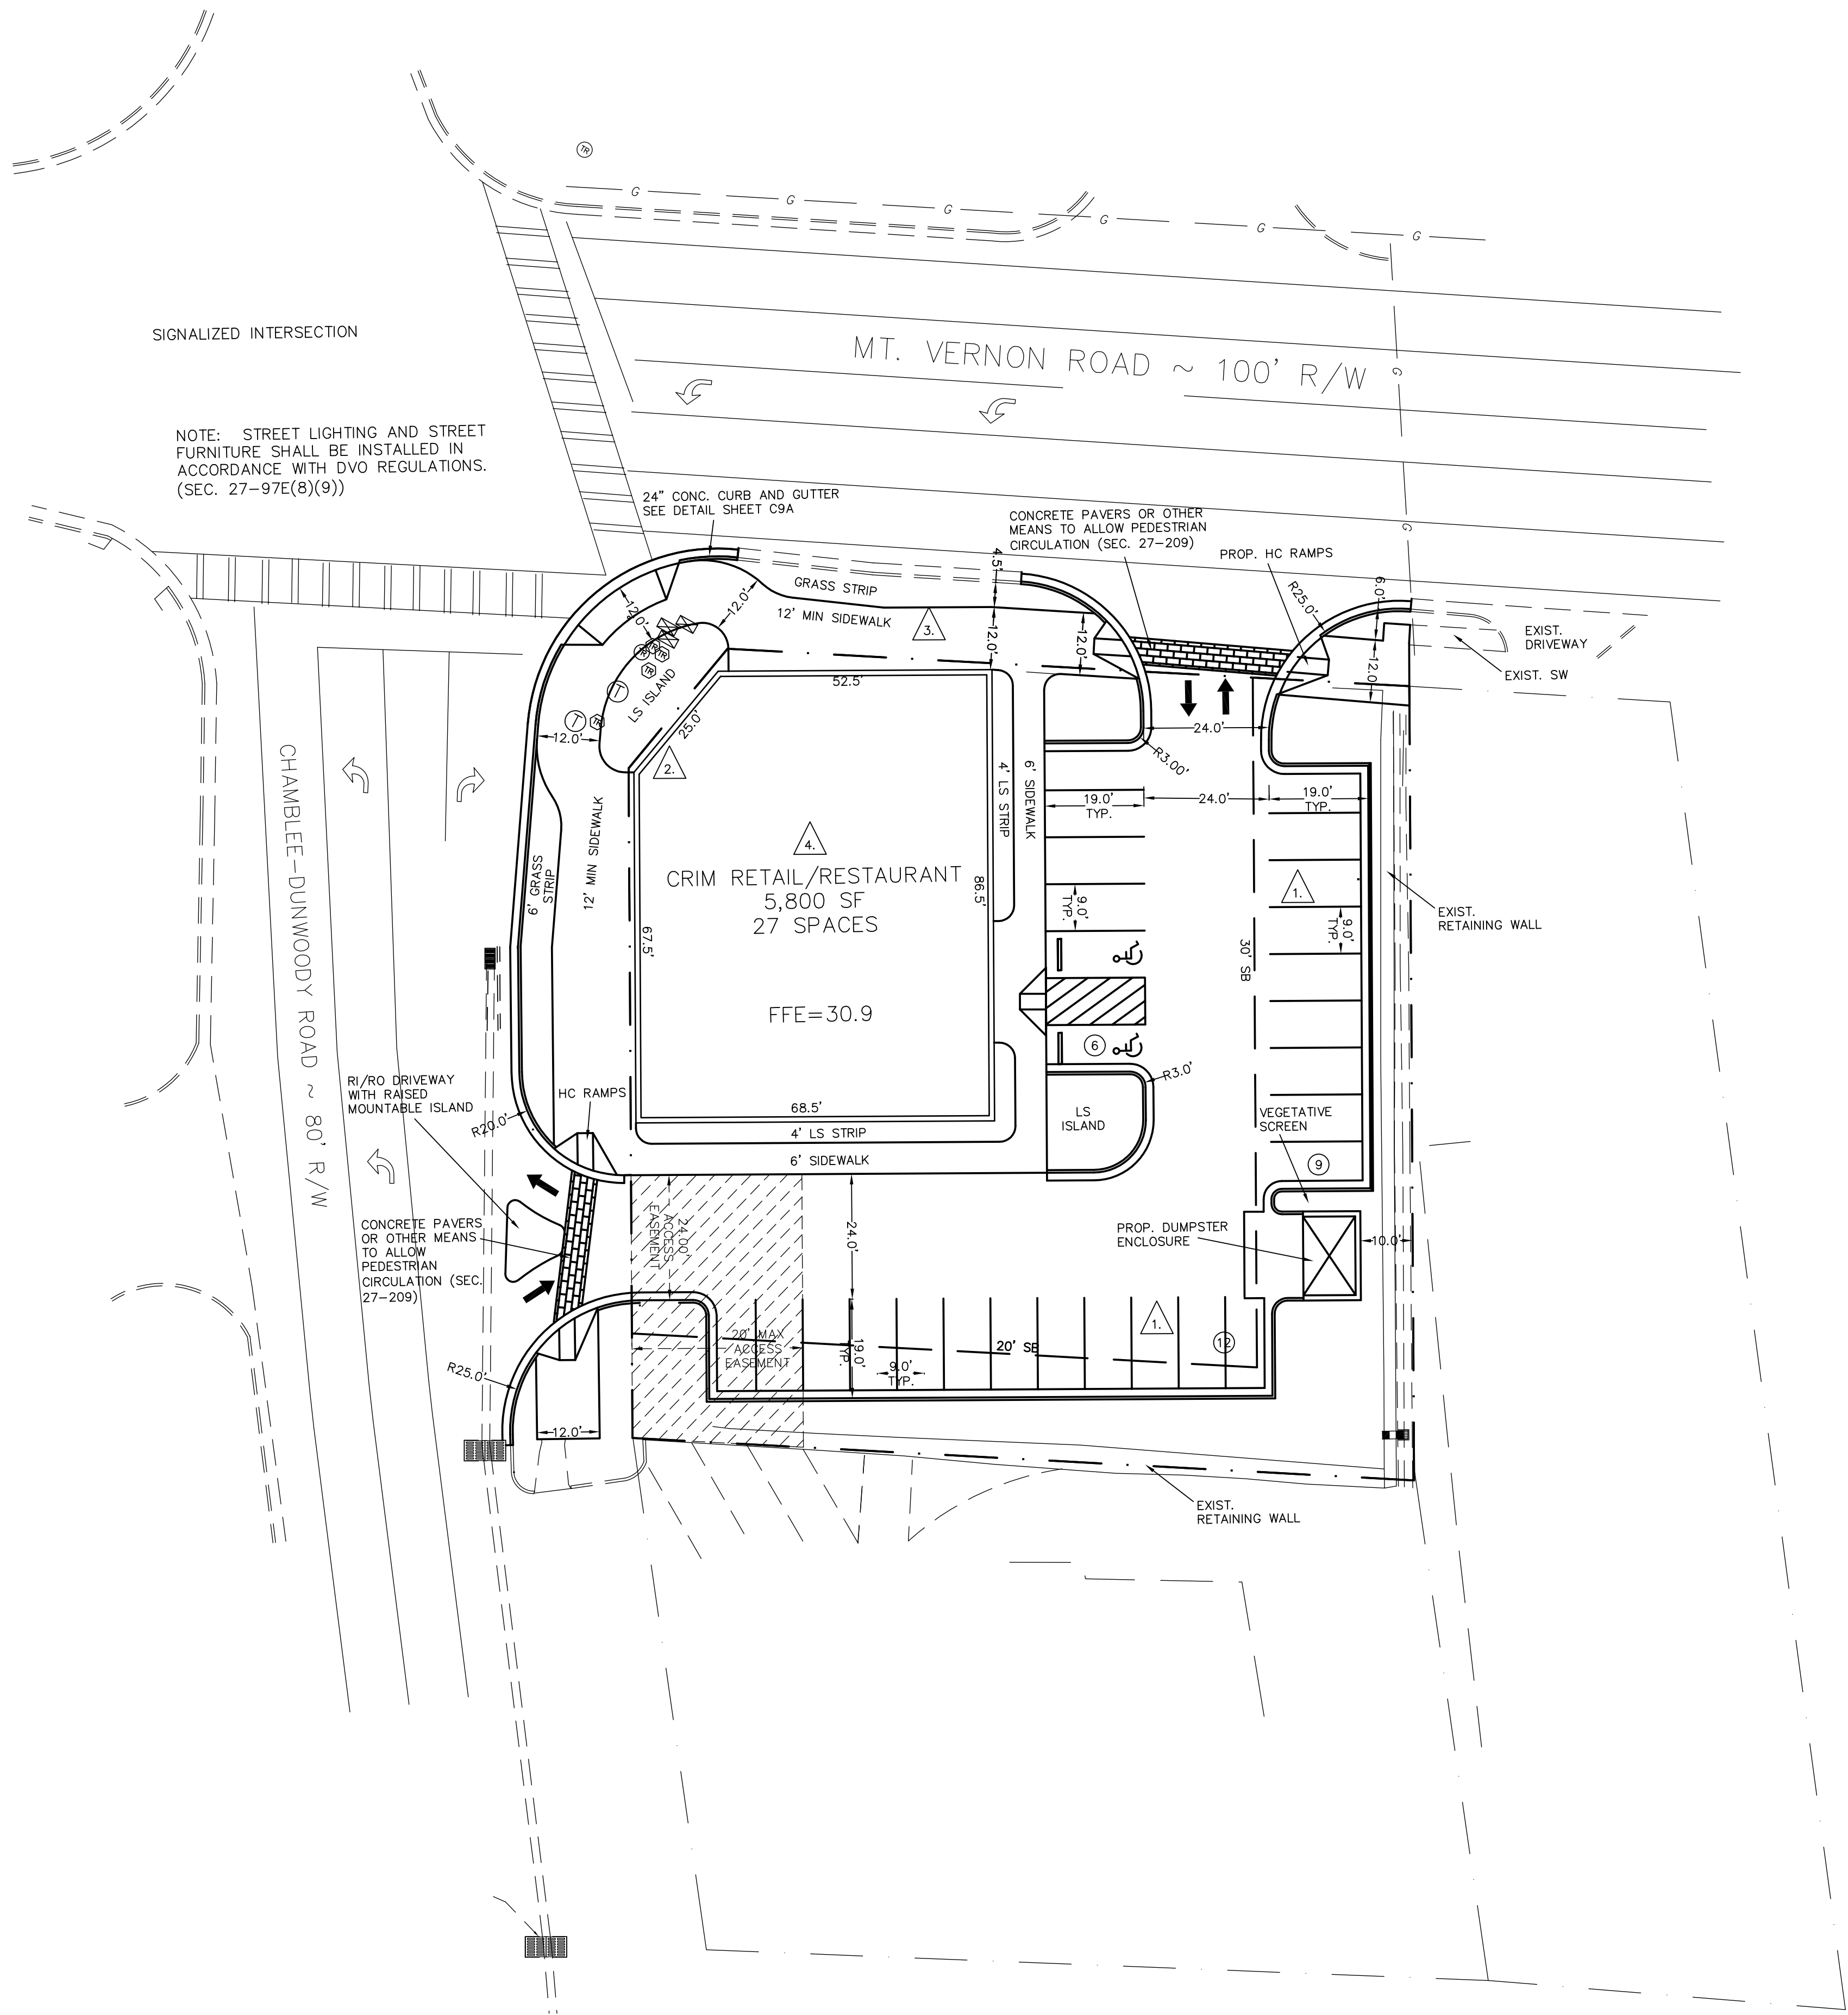 TR
G
G
G
G
G
G
SIGNALIZED INTERSECTION
MT. VERNON ROAD ~ 100' R/W
G
NOTE: STREET LIGHTING AND STREET
FURNITURE SHALL BE INSTALLED IN
ACCORDANCE WITH DVO REGULATIONS.
(SEC. 27-97E(8)(9))
24" CONC. CURB AND GUTTER
SEE DETAIL SHEET C9A
CONCRETE PAVERS OR OTHER
MEANS TO ALLOW PEDESTRIAN
CIRCULATION (SEC. 27-209)
G
PROP. HC RAMPS
4.5'
GRASS STRIP
12' MIN SIDEWALK
3.
12.0'
12.0'
12.0'
12.0'
R25.0'
6.0'
12.0
EXIST.
DRIVEWAY
EXIST. SW
TR
TR
TR
TR
TR
T
T
LS ISLAND
12.0'
52.5'
25.0'
2.
24.0'
R3.00'
CHAMBLEE-DUNWOODY ROAD ~ 80' R/W
6' GRASS
STRIP
12' MIN SIDEWALK
4' LS STRIP
6' SIDEWALK
19.0'
TYP.
24.0'
19.0'
TYP.
4.
CRIM RETAIL/RESTAURANT
5,800 SF
27 SPACES
FFE=30.9
67.5'
86.5'
9.0'
TYP.
1.
9.0'
TYP.
30' SB
EXIST.
RETAINING WALL
6
R3.0'
RI/RO DRIVEWAY
WITH RAISED
MOUNTABLE ISLAND
HC RAMPS
R20.0'
68.5'
4' LS STRIP
6' SIDEWALK
LS
ISLAND
VEGETATIVE
SCREEN
9
CONCRETE PAVERS
OR OTHER MEANS
TO ALLOW
PEDESTRIAN
CIRCULATION (SEC.
27-209)
24.00'
ACCESS
EASEMENT
24.0'
PROP. DUMPSTER
ENCLOSURE
10.0'
20' MAX
ACCESS
EASEMENT
19.0'
TYP.
9.0'
TYP.
20' SB
1.
12
R25.0'
12.0'
EXIST.
RETAINING WALL